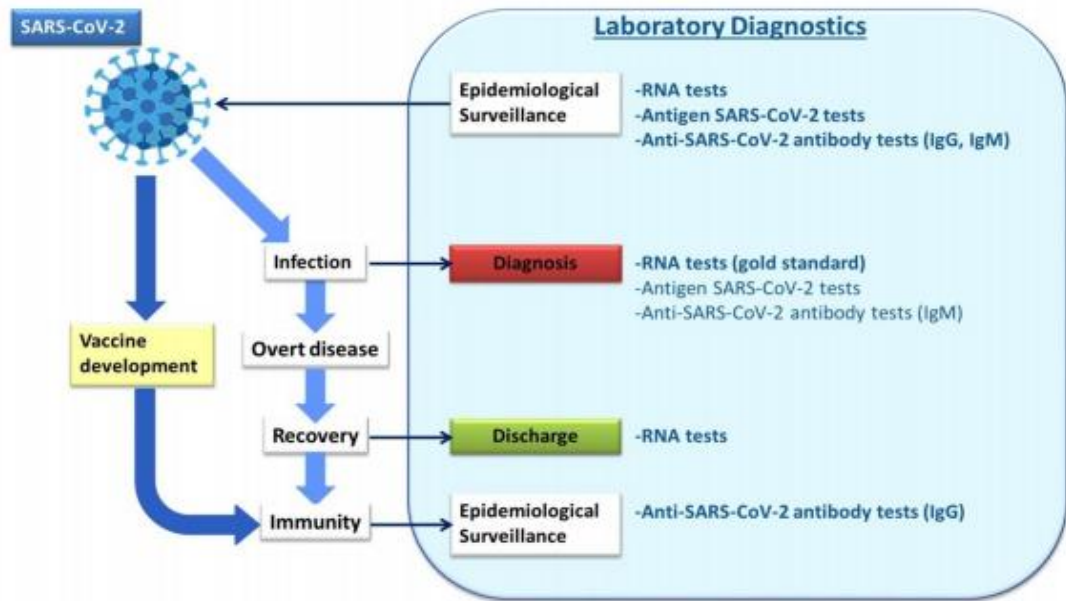 SARS-CoV-2
Laboratory Diagnostics
Epidemiological
Surveillance
-RNA tests
-Antigen SARS-CoV-2 tests
-Anti-SARS-CoV-2 antibody tests (IgG, IgM)
Infection
Diagnosis
-RNA tests (gold standard)
-Antigen SARS-CoV-2 tests
-Anti-SARS-CoV-2 antibody tests (IgM)
Vaccine
development
Overt disease
Recovery
Discharge
-RNA tests
Immunity
Epidemiological
Surveillance
-Anti-SARS-CoV-2 antibody tests (IgG)